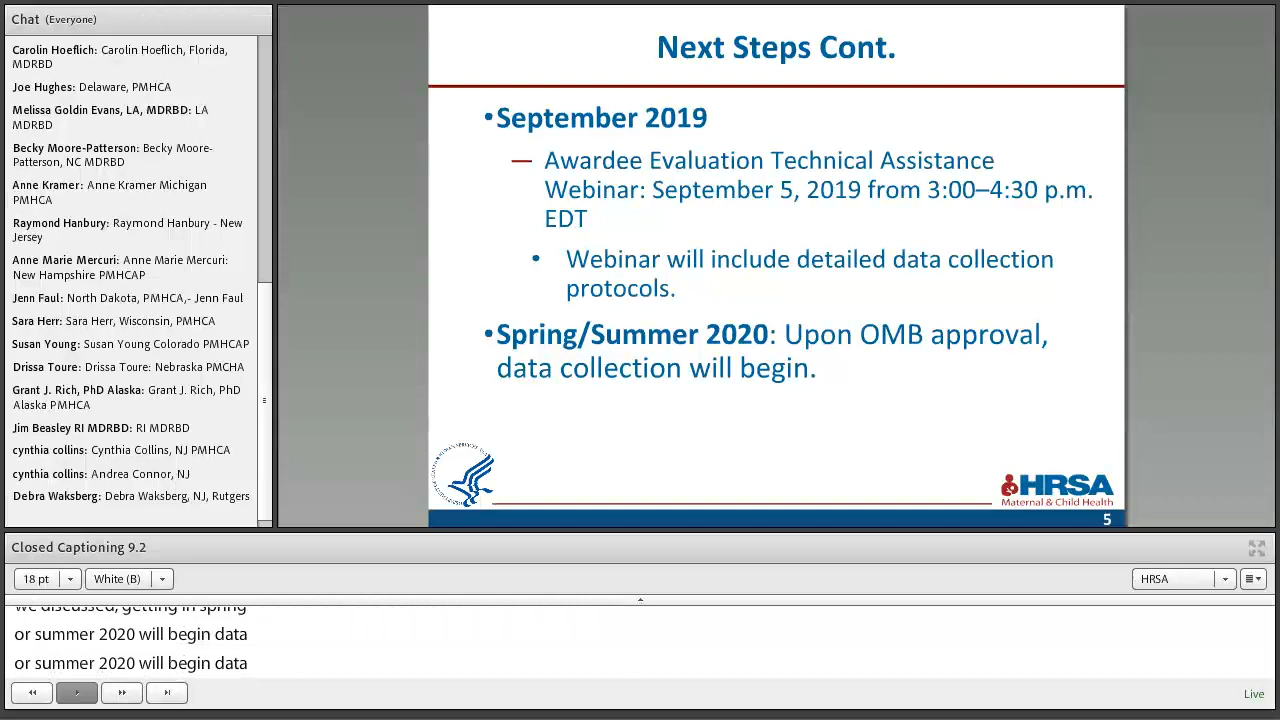 Chat (Everyone)
Carolin Hoeflich: Carolin Hoeflich, Florida,
MDRBD
Joe Hughes: Delaware, PMHCA
Melissa Goldin Evans, LA, MDRBD: LA
MDRBD
Becky Moore-Patterson: Becky Moore-
Patterson, NC MDRBD
Anne Kramer: Anne Kramer Michigan
PMHCA
Raymond Hanbury: Raymond Hanbury - New
Jersey
Anne Marie Mercuri: Anne Marie Mercuri:
New Hampshire PMHCAP
Jenn Faul: North Dakota, PMHCA,- Jenn Faul
Sara Herr: Sara Herr, Wisconsin, PMHCA
Susan Young: Susan Young Colorado PMHCAP
Drissa Toure: Drissa Toure: Nebraska PMCHA
Grant J. Rich, PhD Alaska: Grant J. Rich, PhD
Alaska PMHCA
Jim Beasley RI MDRBD: RI MDRBD
cynthia collins: Cynthia Collins, NJ PMHCA
cynthia collins: Andrea Connor, NJ
Debra Waksberg: Debra Waksberg, NJ, Rutgers
Next Steps Cont.
•September 2019
— Awardee Evaluation Technical Assistance
Webinar: September 5, 2019 from 3:00–4:30 p.m.
EDT
• Webinar will include detailed data collection
protocols.
•Spring/Summer 2020: Upon OMB approval,
data collection will begin.
HRSA
Maternal & Child Health
5
Closed Captioning 9.2
18 pt White (B) HRSA
we discussed, getting in spring
or summer 2020 will begin data
or summer 2020 will begin data
Live